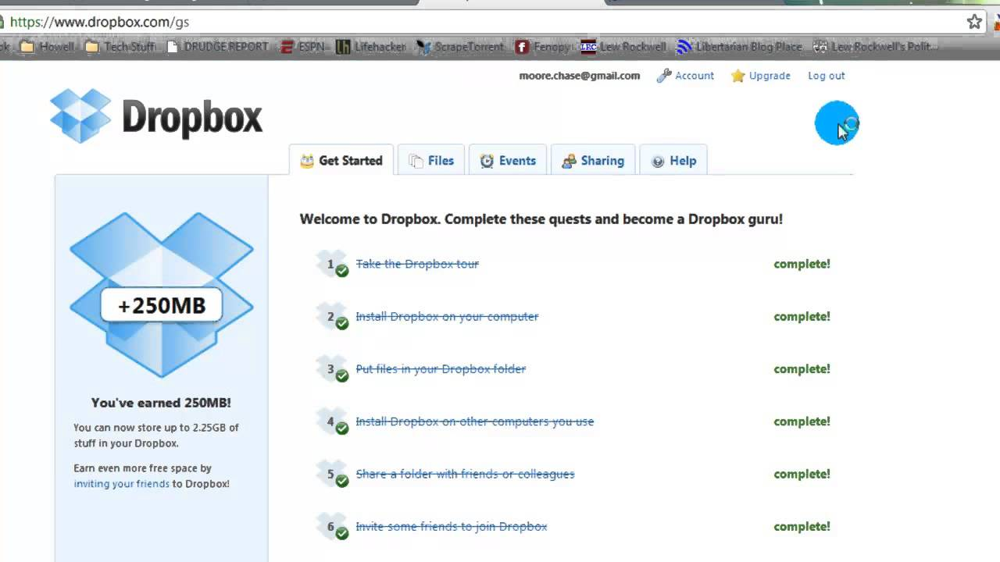 https://www.dropbox.com/gs
Howell Tech Stuff DRUDGE REPORT ESPN lh Lifehacker ScrapeTorrent f Fenopy LRC Lew Rockwell Libertarian Blog Place Lew Rockwell's Polit...
moore.chase@gmail.com Account Upgrade Log out
Dropbox
Get Started Files Events Sharing Help
Welcome to Dropbox. Complete these quests and become a Dropbox guru!
1 Take the Dropbox tour complete!
2 Install Dropbox on your computer complete!
3 Put files in your Dropbox folder complete!
4 Install Dropbox on other computers you use complete!
5 Share a folder with friends or colleagues complete!
6 Invite some friends to join Dropbox complete!
+250MB
You've earned 250MB!
You can now store up to 2.25GB of
stuff in your Dropbox.
Earn even more free space by
inviting your friends to Dropbox!